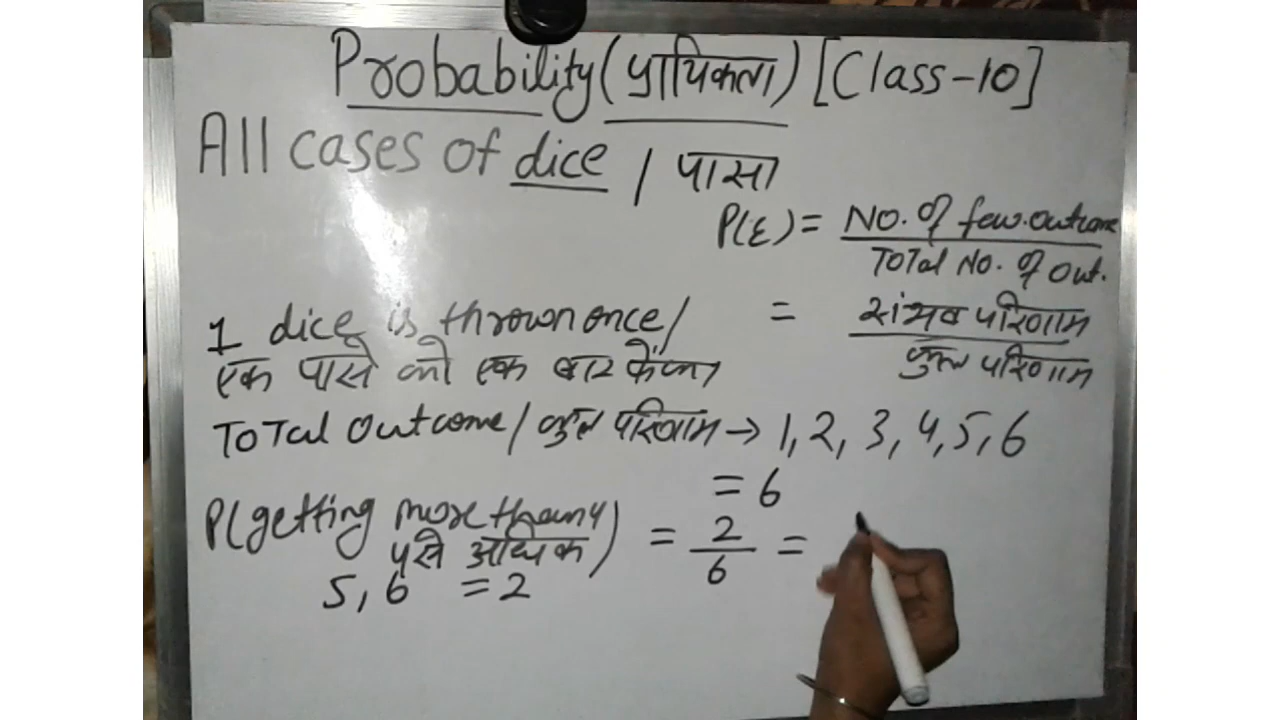 Probability (प्रायिकता) [Class-10]
All cases of dice / पासा
P(E) = No. of fav. outcome
Total No. of Out.
= संभव परिणाम
कुल परिणाम
1 dice is thrown once /
एक पासे को एक बार फेंकना
Total outcome / कुल परिणाम → 1, 2, 3, 4, 5, 6
= 6
P(getting more than 4
4 से अधिक) = 2/6 =
5, 6 = 2